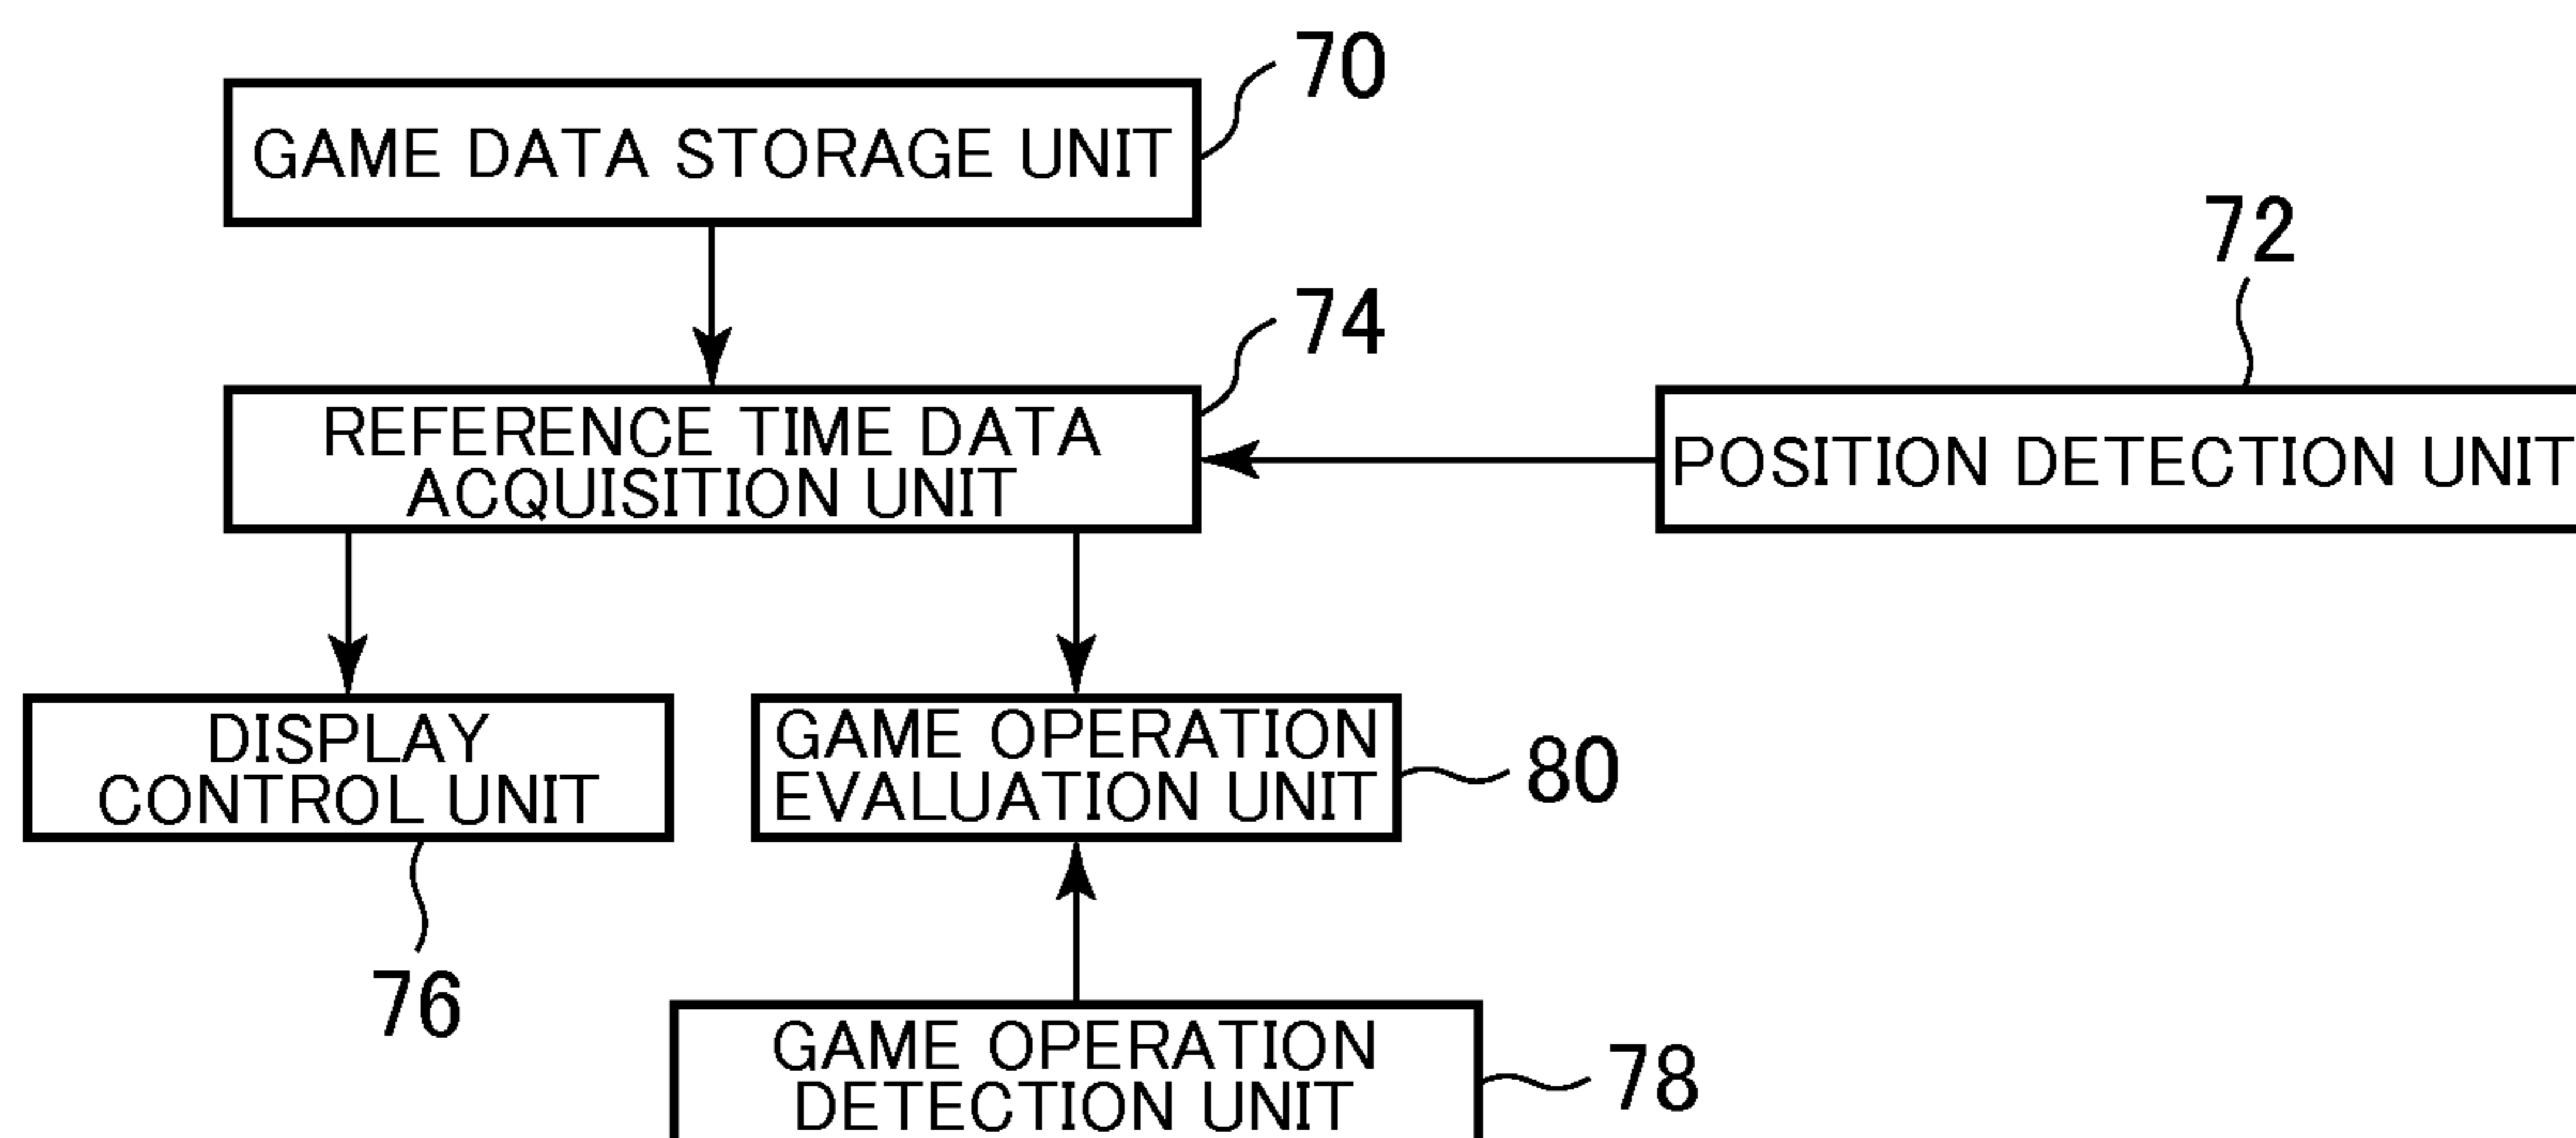 70
GAME DATA STORAGE UNIT
72
74
REFERENCE TIME DATA
ACQUISITION UNIT
POSITION DETECTION UNIT
DISPLAY
CONTROL UNIT
GAME OPERATION
EVALUATION UNIT
80
76
GAME OPERATION
DETECTION UNIT
78